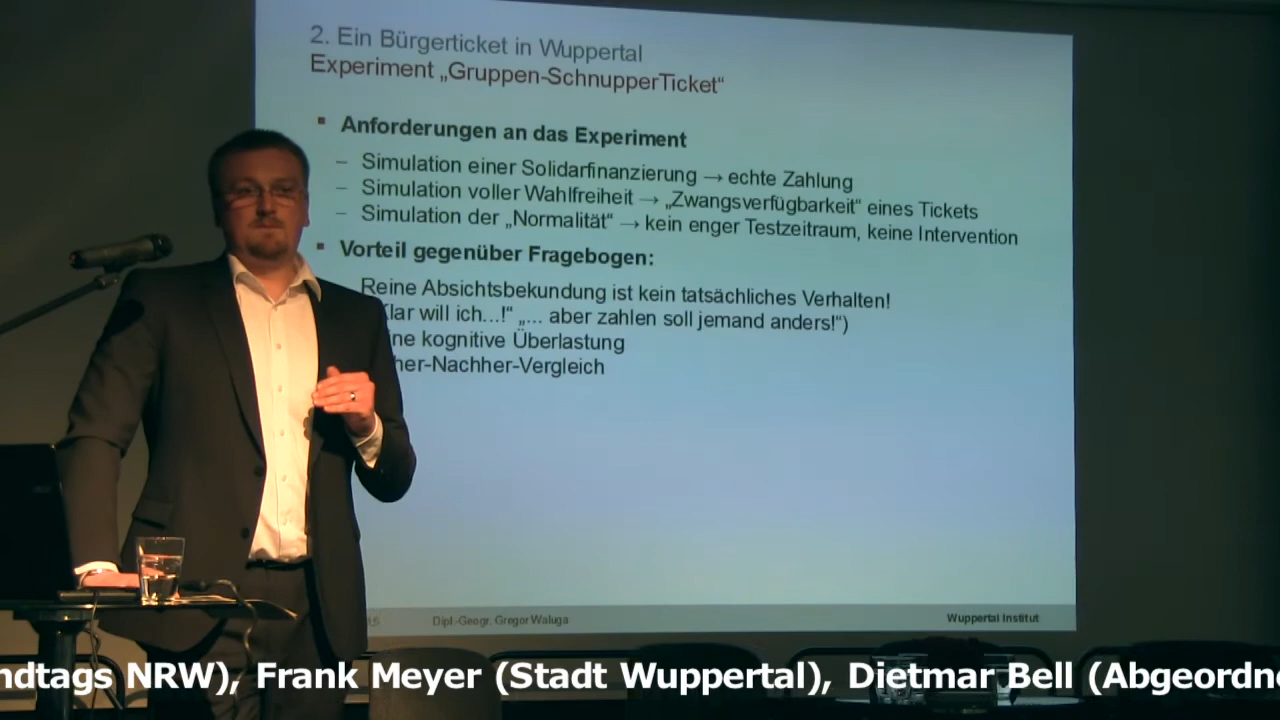 2. Ein Bürgerticket in Wuppertal
Experiment „Gruppen-SchnupperTicket“
▪ Anforderungen an das Experiment
– Simulation einer Solidarfinanzierung → echte Zahlung
– Simulation voller Wahlfreiheit → „Zwangsverfügbarkeit“ eines Tickets
– Simulation der „Normalität“ → kein enger Testzeitraum, keine Intervention
▪ Vorteil gegenüber Fragebogen:
Reine Absichtsbekundung ist kein tatsächliches Verhalten!
will ich...!“ „... aber zahlen soll jemand anders!“)
kognitive Überlastung
her-Nachher-Vergleich
Dipl.-Geogr. Gregor Waluga
Wuppertal Institut
ndtags NRW), Frank Meyer (Stadt Wuppertal), Dietmar Bell (Abgeordne